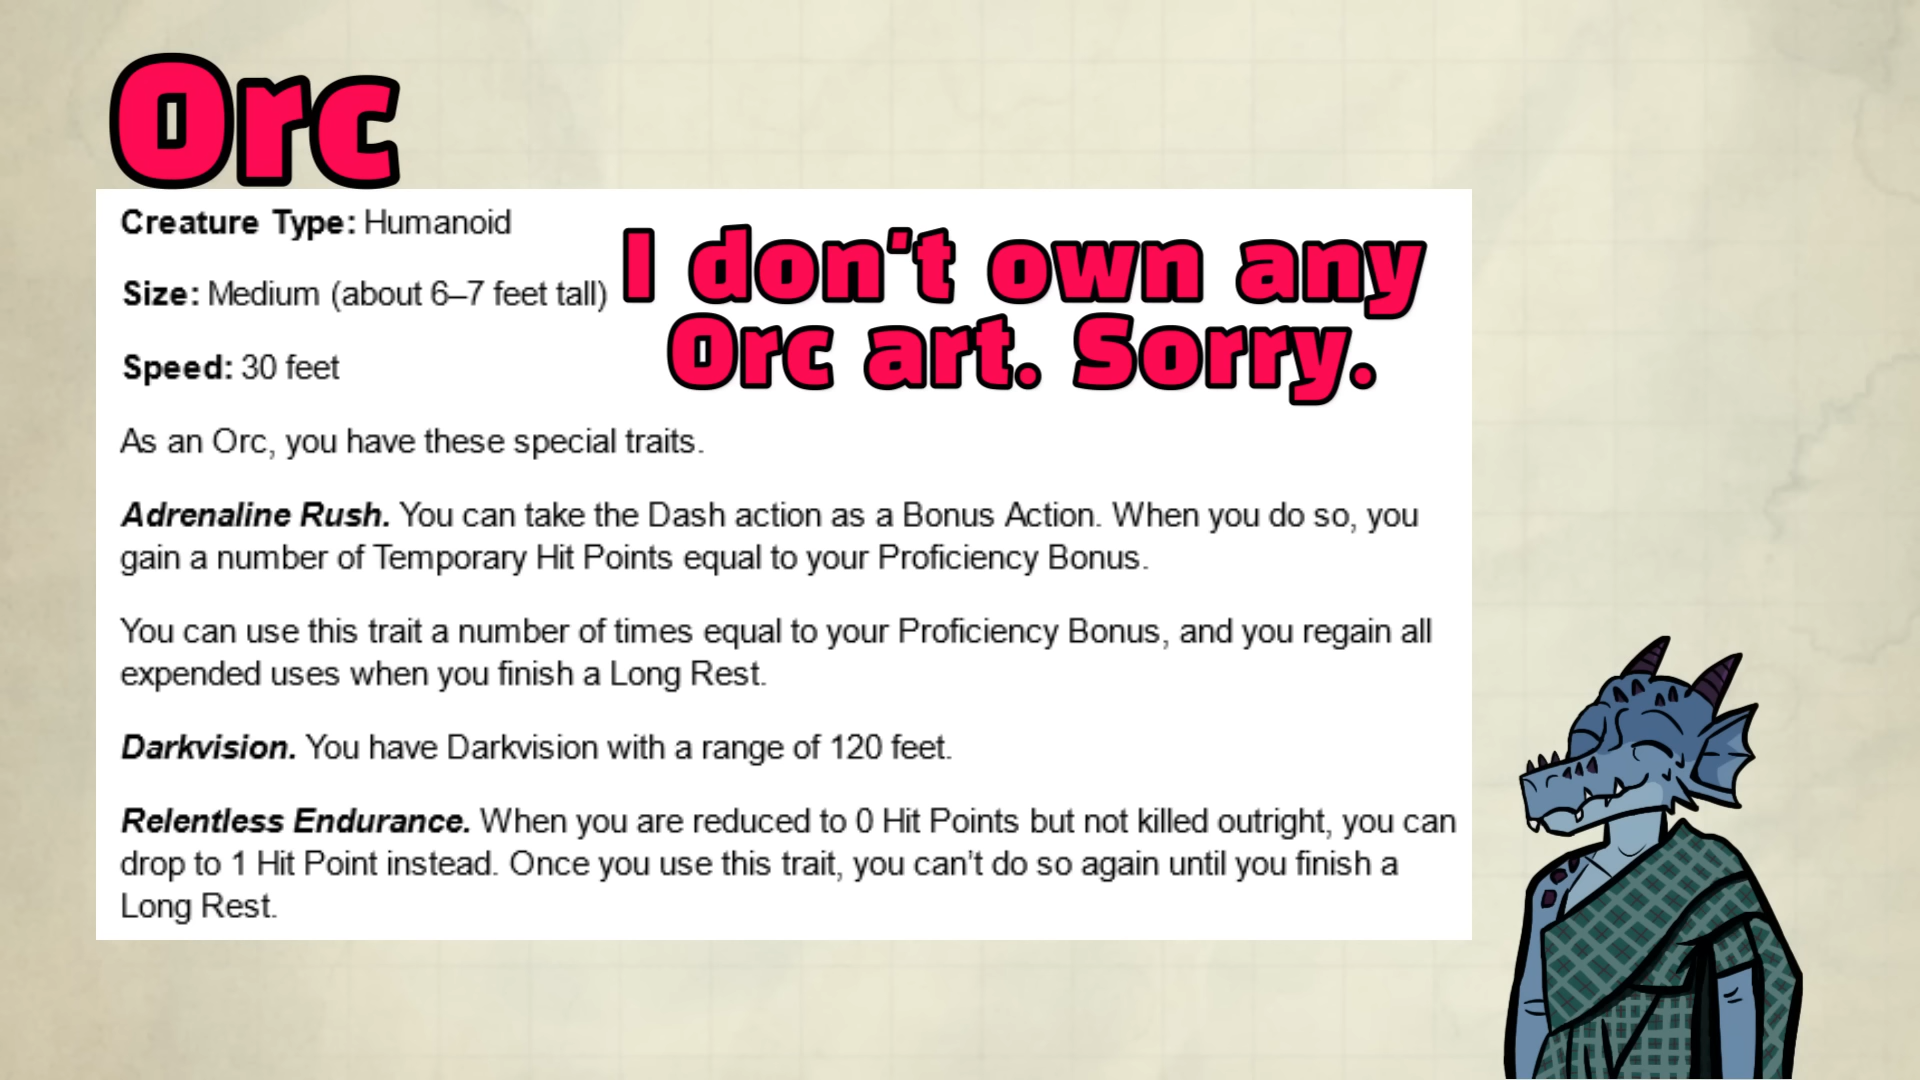 Orc
Creature Type: Humanoid
I don't own any
Orc art. Sorry.
Size: Medium (about 6–7 feet tall)
Speed: 30 feet
As an Orc, you have these special traits.
Adrenaline Rush. You can take the Dash action as a Bonus Action. When you do so, you
gain a number of Temporary Hit Points equal to your Proficiency Bonus.
You can use this trait a number of times equal to your Proficiency Bonus, and you regain all
expended uses when you finish a Long Rest.
Darkvision. You have Darkvision with a range of 120 feet.
Relentless Endurance. When you are reduced to 0 Hit Points but not killed outright, you can
drop to 1 Hit Point instead. Once you use this trait, you can't do so again until you finish a
Long Rest.